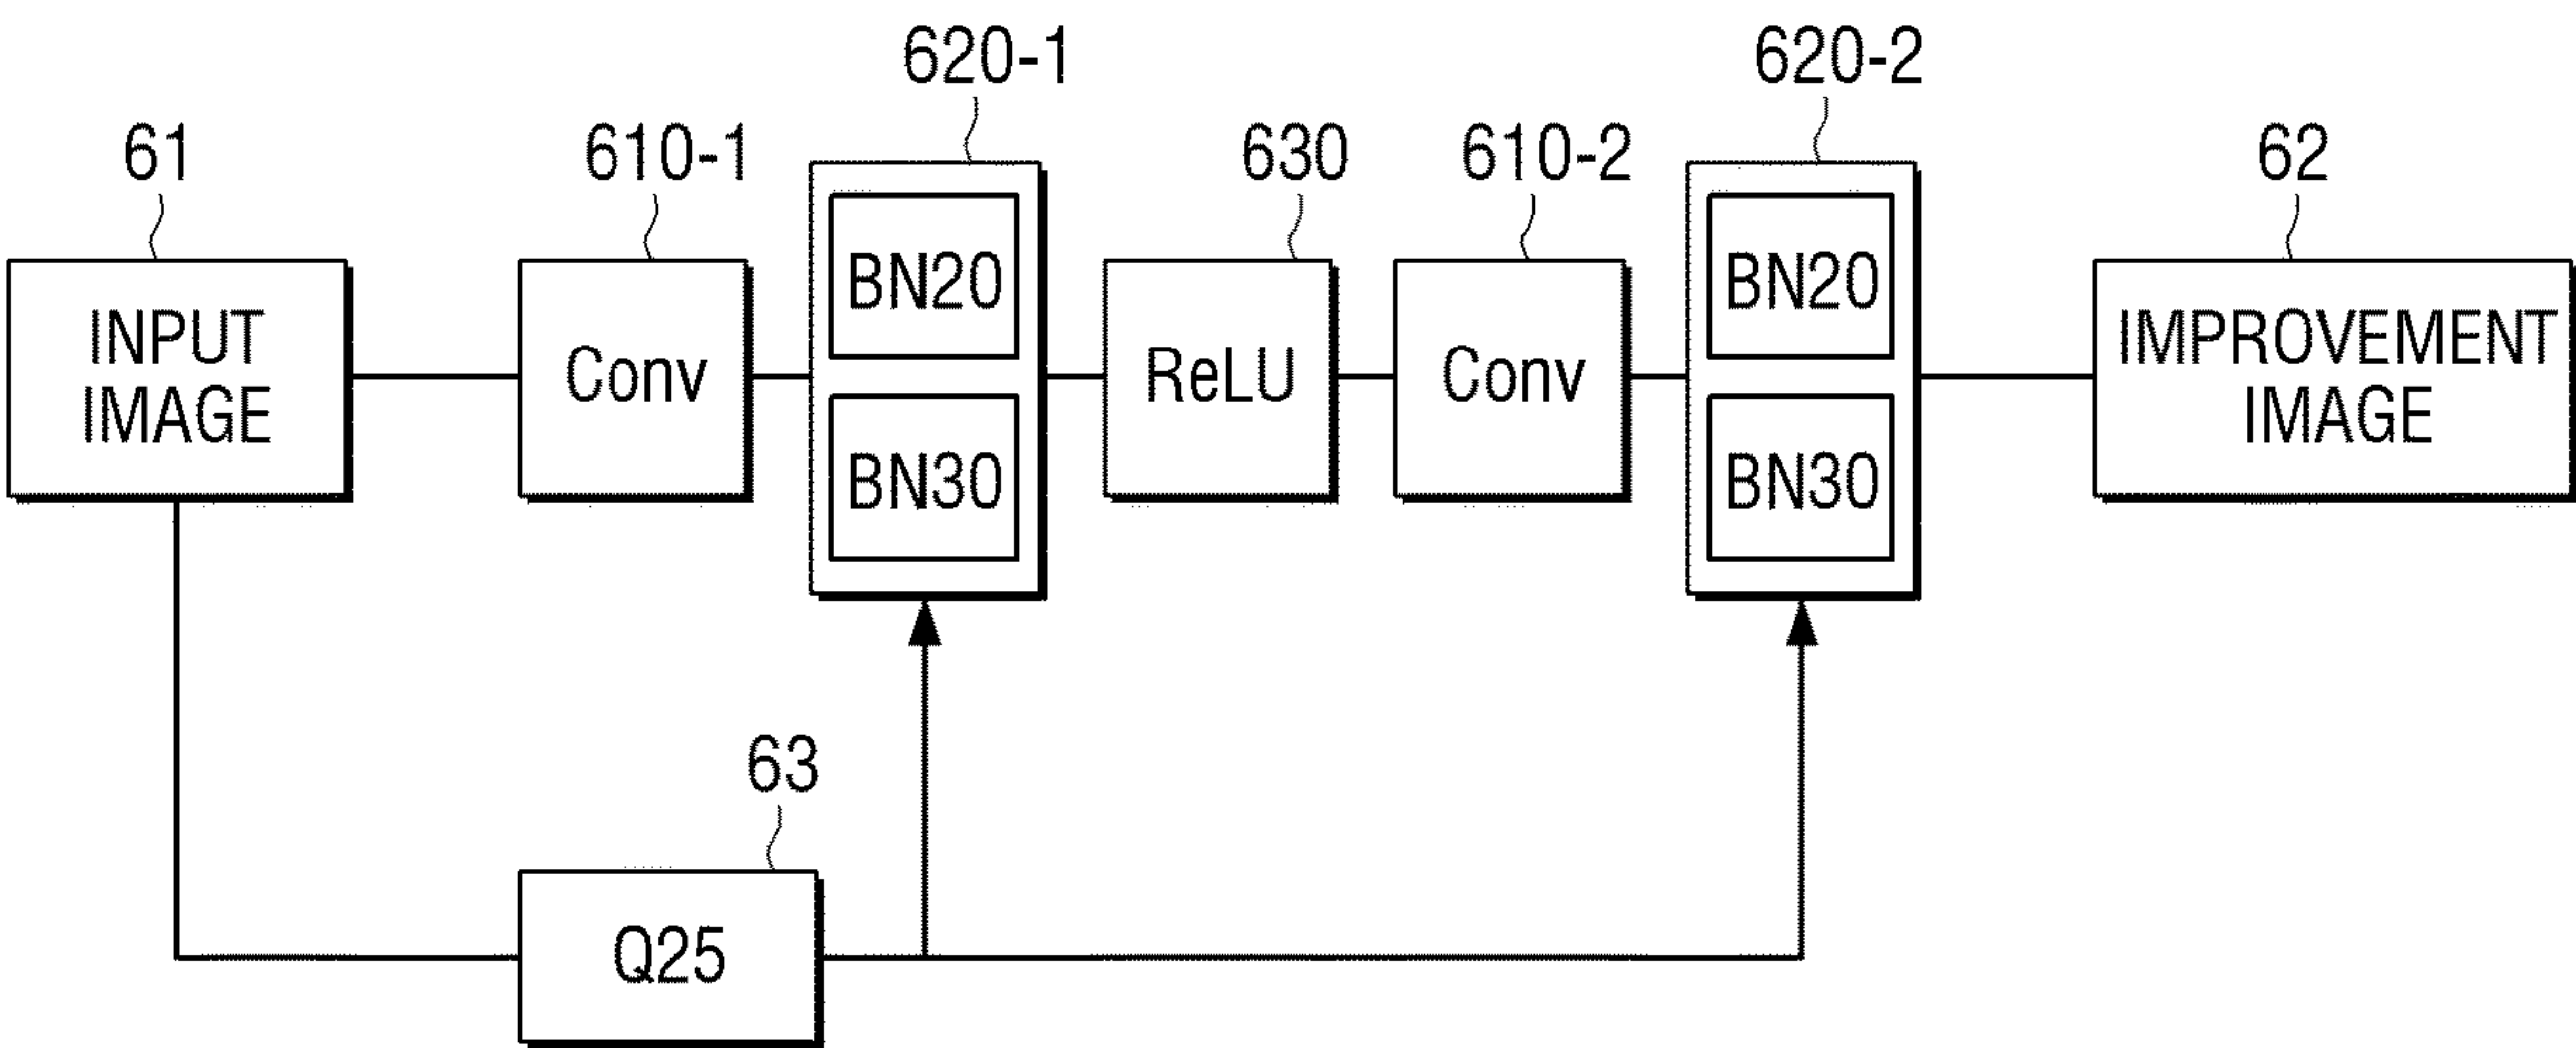 620-1
620-2
61
610-1
630
610-2
62
BN20
BN20
INPUT
IMAGE
Conv
ReLU
Conv
IMPROVEMENT
IMAGE
BN30
BN30
63
Q25